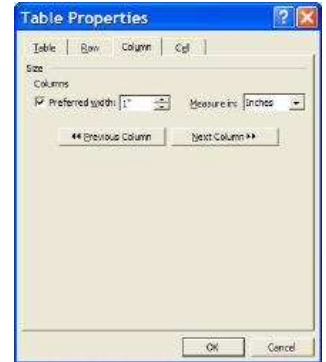 Table Properties
Table Row Column Cell
Size
Columns
Preferred width: 1" Measure in: Inches
Previous Column Next Column
OK Cancel